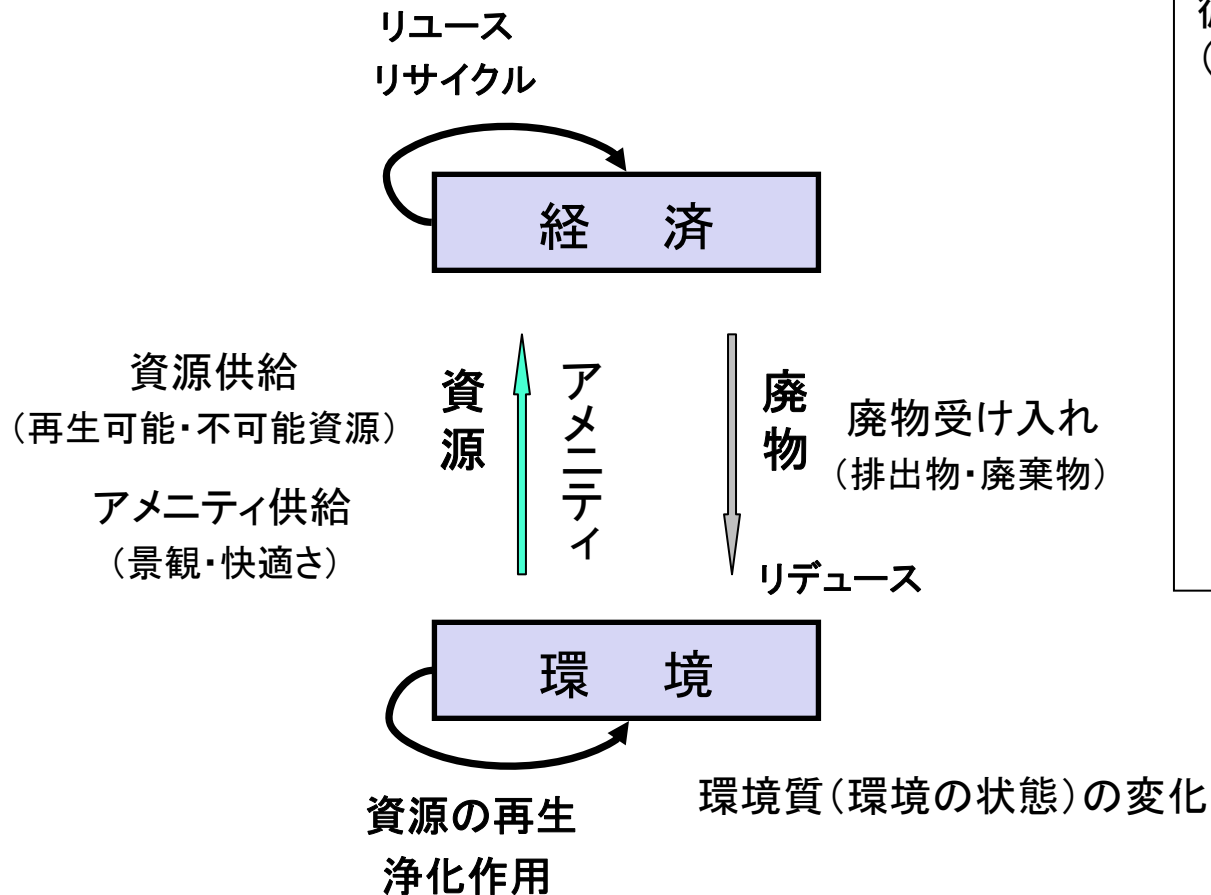 リユース
リサイクル
(
経　済
資源供給
(再生可能・不可能資源)
アメニティ供給
(景観・快適さ)
資源
アメニティ
廃物
廃物受け入れ
(排出物・廃棄物)
リデュース
環　境
環境質(環境の状態)の変化
資源の再生
浄化作用